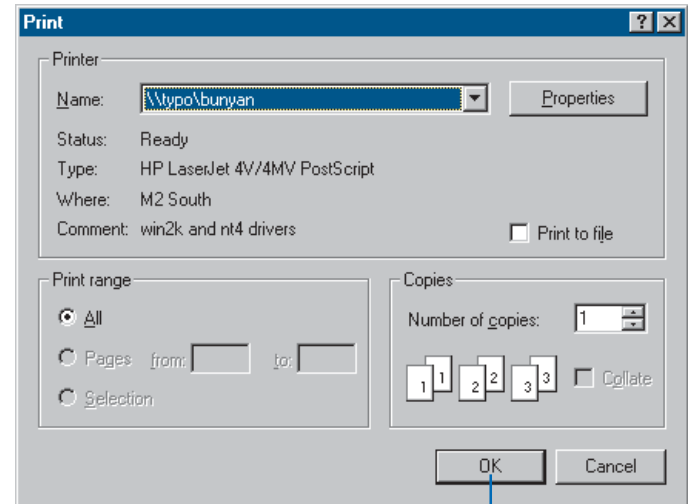 Print
Printer
Name: \\typo\bunyan Properties
Status: Ready
Type: HP LaserJet 4V/4MV PostScript
Where: M2 South
Comment: win2k and nt4 drivers
Print to file
Print range
All
Pages from: to:
Selection
Copies
Number of copies: 1
1 1 2 2 3 3 Collate
OK Cancel